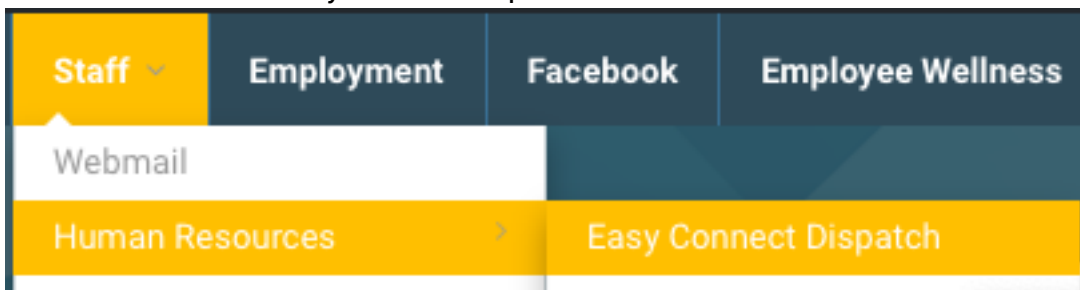 Staff Employment Facebook Employee Wellness
Webmail
Human Resources Easy Connect Dispatch